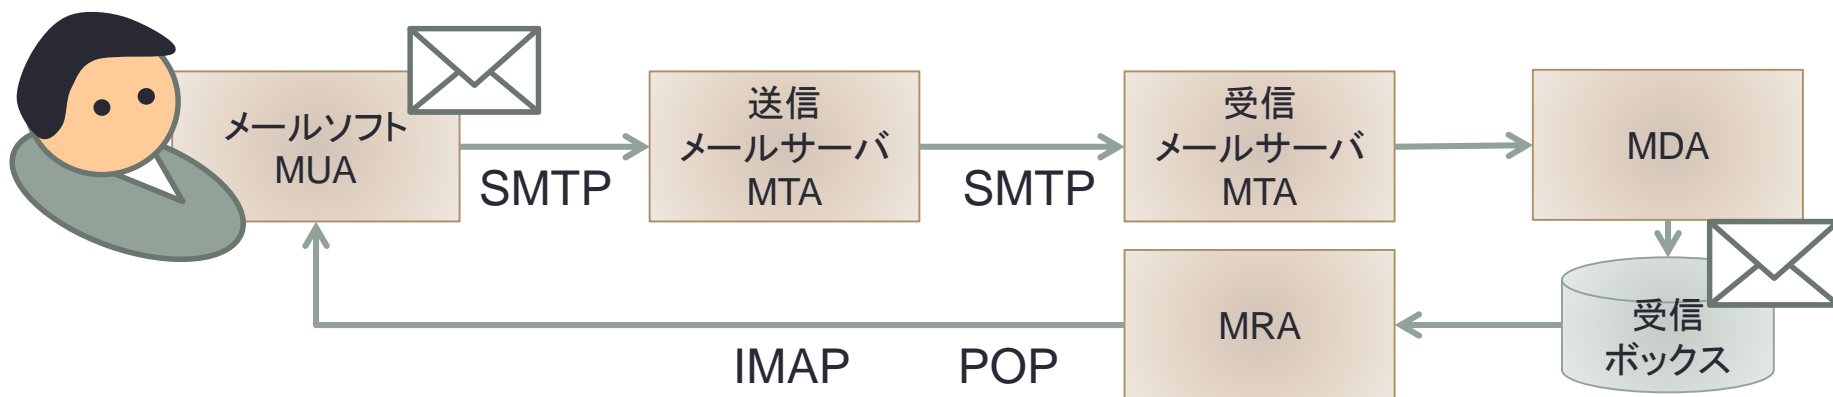 メールソフト
MUA
SMTP
送信
メールサーバ
MTA
SMTP
受信
メールサーバ
MTA
MDA
受信
ボックス
MRA
IMAP
POP